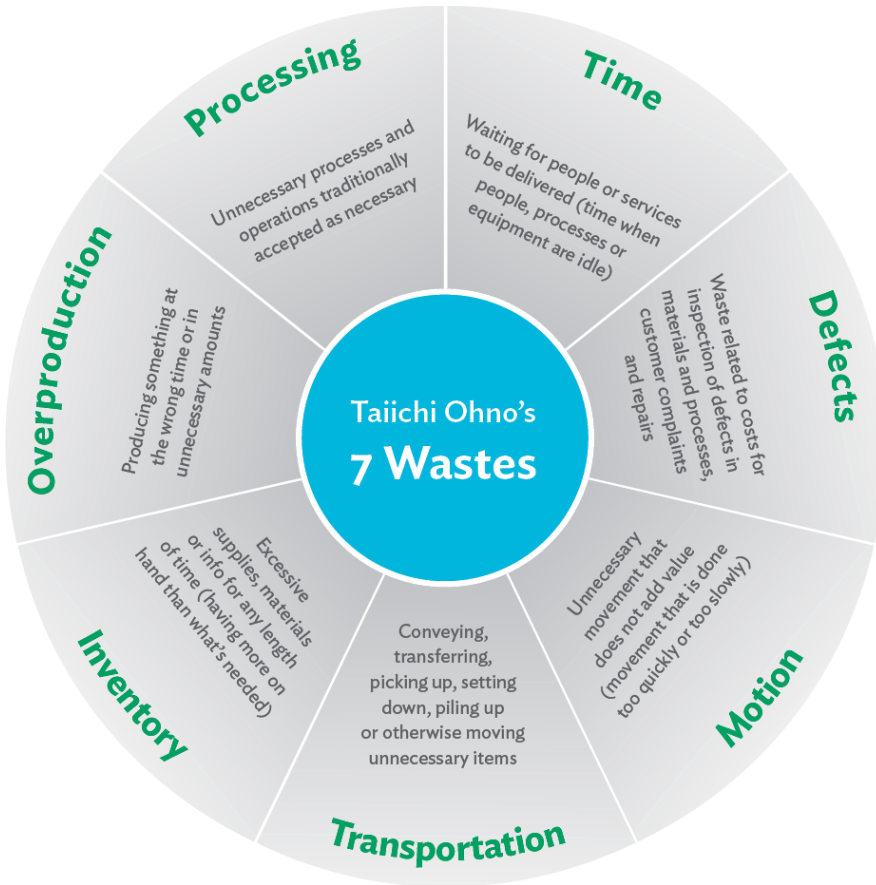 Taiichi Ohno’s
7 Wastes
Time
Waiting for people or services
to be delivered (time when
people, processes or
equipment are idle)
Defects
Waste related to costs for
inspection of defects in
materials and processes,
customer complaints
and repairs
Motion
Unnecessary
movement that
does not add value
(movement that is done
too quickly or too slowly)
Transportation
Conveying,
transferring,
picking up, setting
down, piling up
or otherwise moving
unnecessary items
Inventory
Excessive
supplies, materials
or info for any length
of time (having more on
hand than what’s needed)
Overproduction
Producing something at
the wrong time or in
unnecessary amounts
Processing
Unnecessary processes and
operations traditionally
accepted as necessary